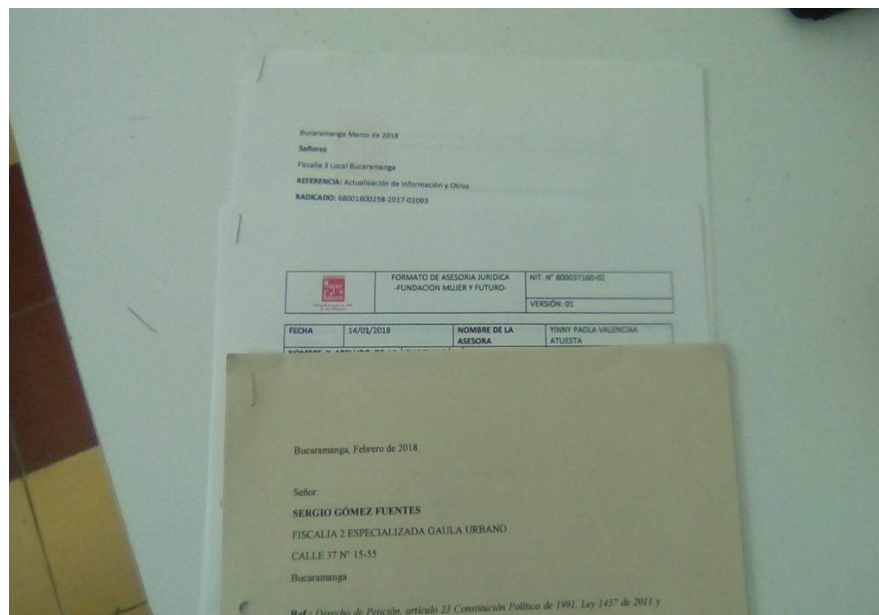 Bucaramanga Marzo de 2018
Señores
Fiscalía 3 Local Bucaramanga
REFERENCIA: Actualización de Información y Otros
RADICADO: 68001600258-2017-02093
Mujer y Futuro
FORMATO DE ASESORIA JURIDICA
-FUNDACION MUJER Y FUTURO-
NIT. N° 800037160-02
VERSIÓN: 01
FECHA 14/01/2018 NOMBRE DE LA ASESORA YINNY PAOLA VALENCIAA ATUESTA
Bucaramanga, Febrero de 2018
Señor:
SERGIO GÓMEZ FUENTES
FISCALIA 2 ESPECIALIZADA GAULA URBANO
CALLE 37 N° 15-55
Bucaramanga
Ref.: Derecho de Petición, artículo 23 Constitución Política de 1991, Ley 1437 de 2011 y